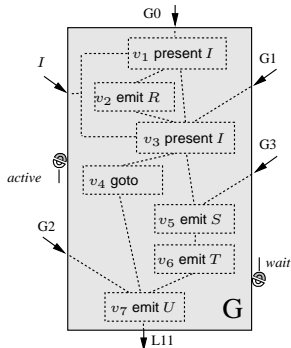 G0
v1 present I
I
G1
v2 emit R
v3 present I
G3
v4 goto
active
v5 emit S
G2
v6 emit T
wait
v7 emit U
G
L11